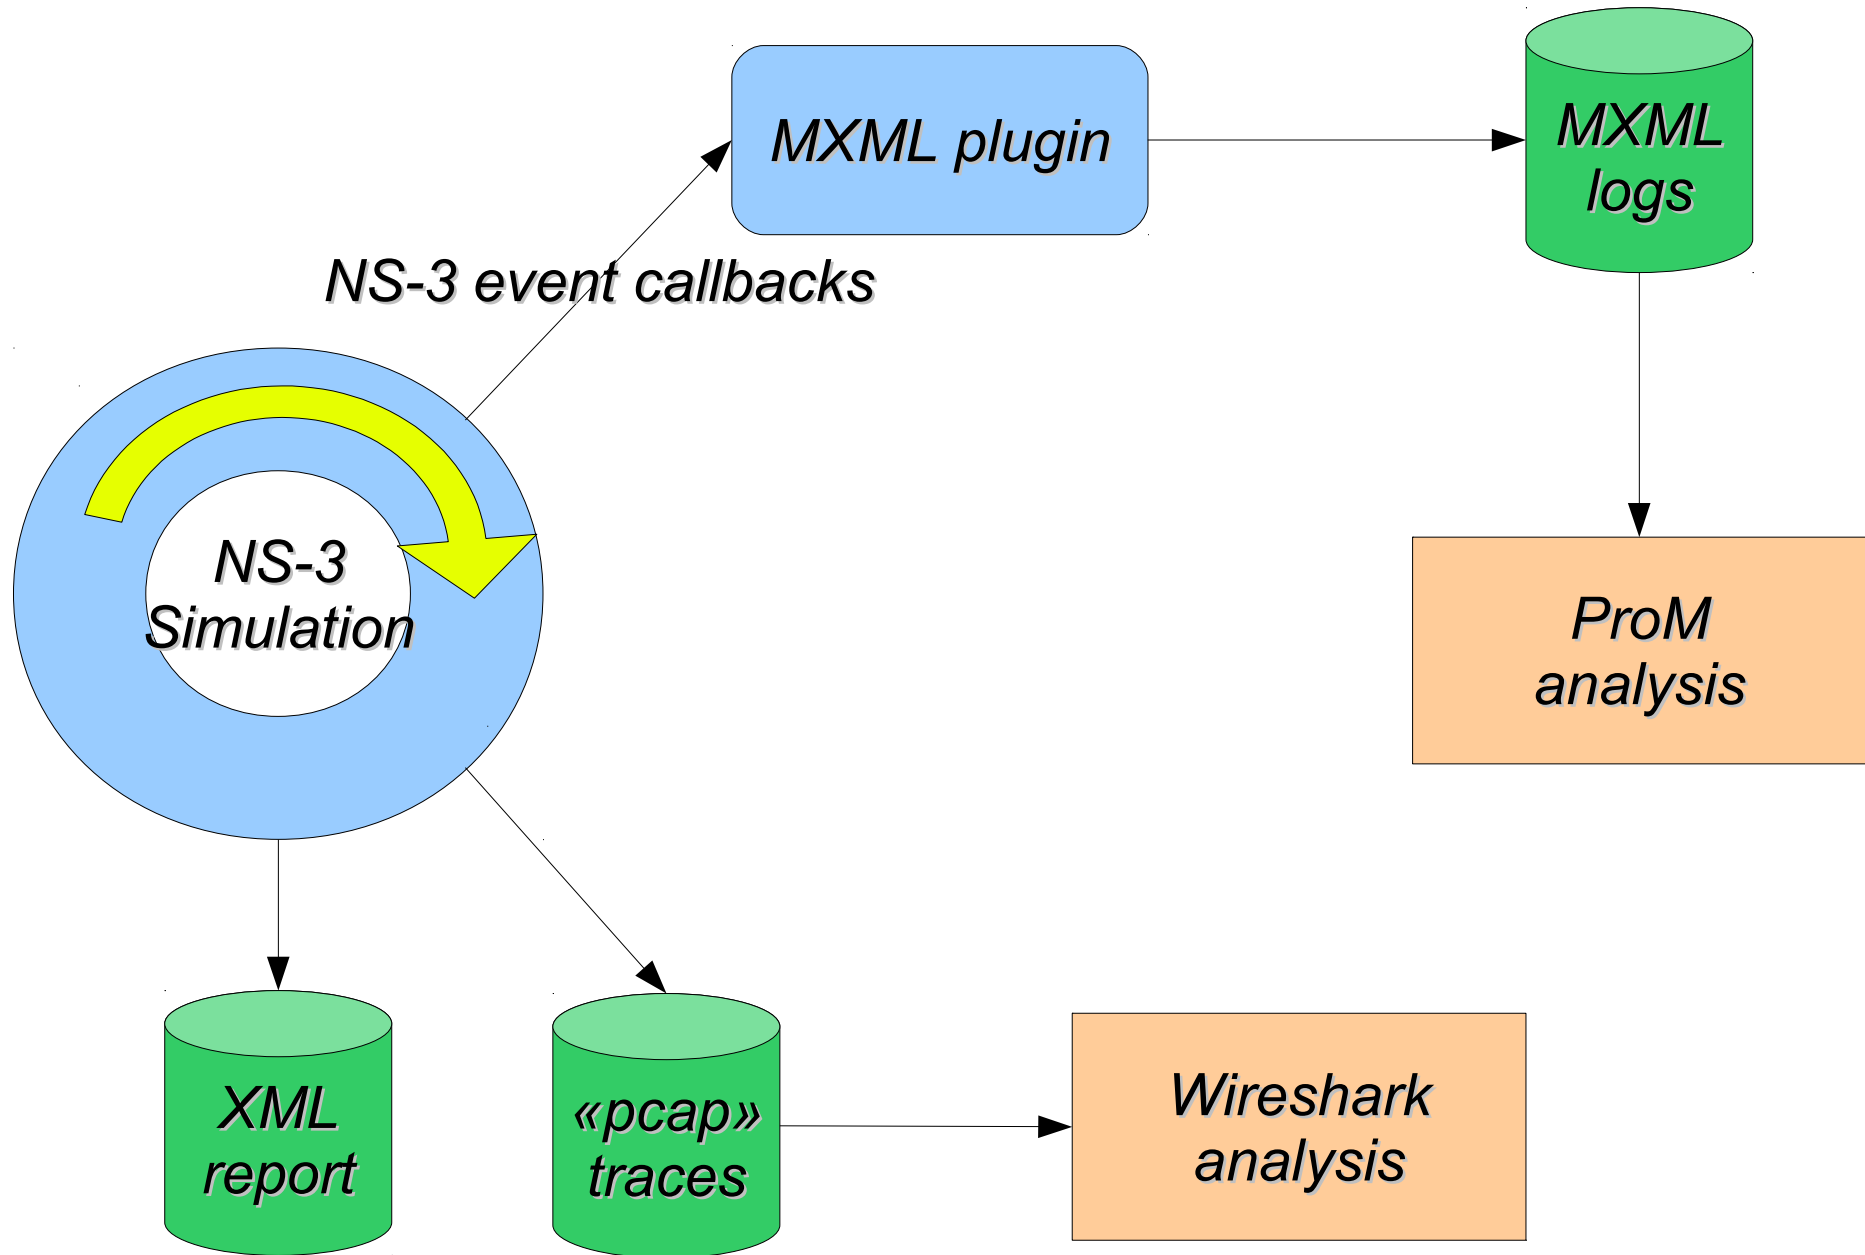 MXML plugin
MXML
logs
NS-3 event callbacks
NS-3
Simulation
ProM
analysis
XML
report
«pcap»
traces
Wireshark
analysis